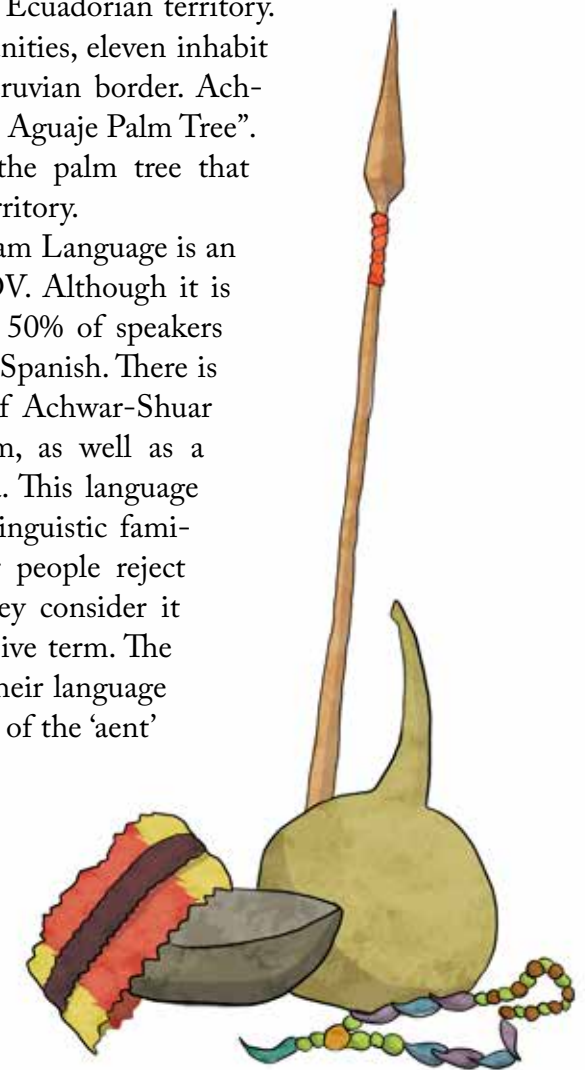 Ecuadorian territory.
nities, eleven inhabit
ruvian border. Ach-
Aguaje Palm Tree”.
the palm tree that
rritory.
am Language is an
OV. Although it is
50% of speakers
Spanish. There is
f Achwar-Shuar
m, as well as a
. This language
inguistic fami-
people reject
ey consider it
ive term. The
heir language
of the ‘aent’